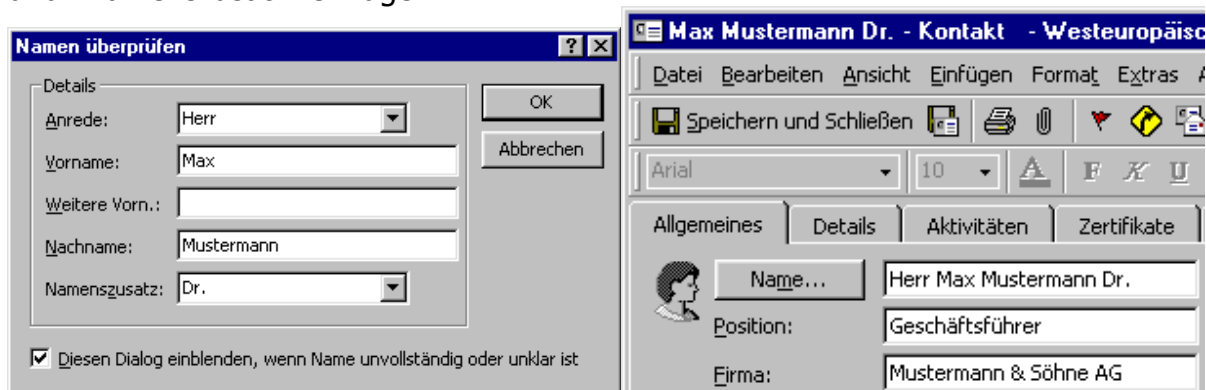 Namen überprüfen
Details
Anrede: Herr
Vorname: Max
Weitere Vorn.:
Nachname: Mustermann
Namenszusatz: Dr.
OK
Abbrechen
Diesen Dialog einblenden, wenn Name unvollständig oder unklar ist
Max Mustermann Dr. - Kontakt - Westeuropäisc
Datei Bearbeiten Ansicht Einfügen Format Extras
Speichern und Schließen
Arial 10 A F K U
Allgemeines Details Aktivitäten Zertifikate
Name... Herr Max Mustermann Dr.
Position: Geschäftsführer
Firma: Mustermann & Söhne AG